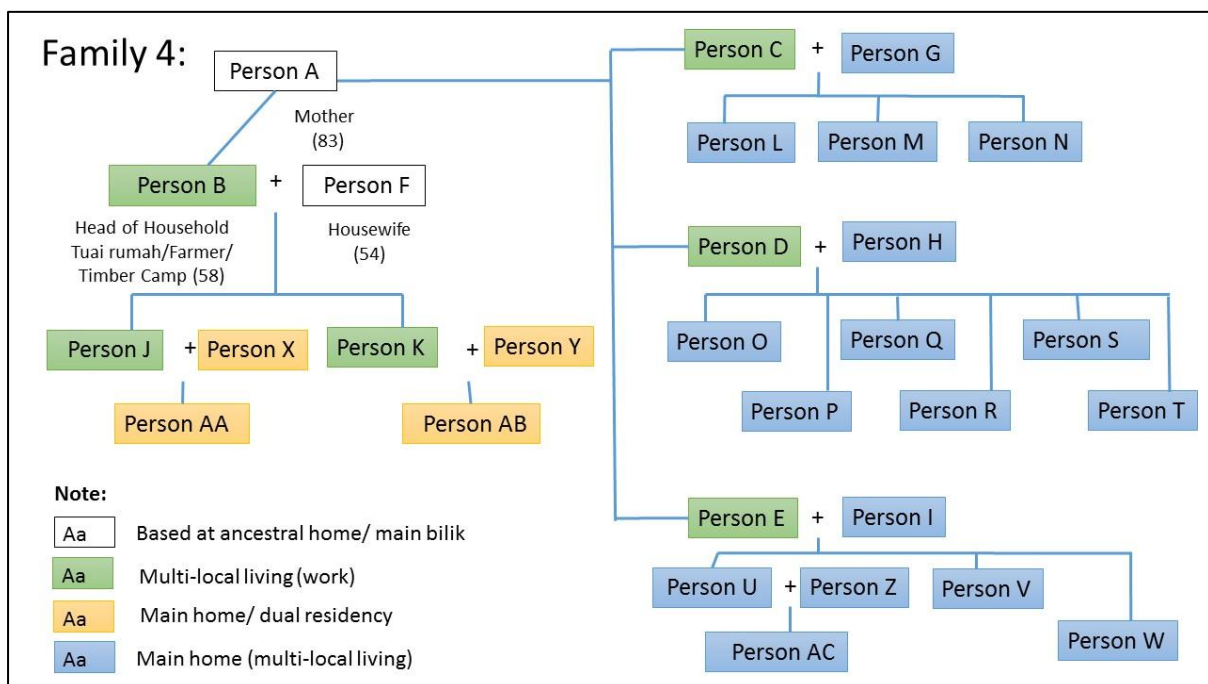 Family 4:
Person A
Mother
(83)
Person B + Person F
Head of Household
Tuai rumah/Farmer/
Timber Camp (58)
Housewife
(54)
Person J + Person X
Person K + Person Y
Person AA
Person AB
Person C + Person G
Person L
Person M
Person N
Person D + Person H
Person O
Person Q
Person S
Person P
Person R
Person T
Person E + Person I
Person U + Person Z
Person V
Person AC
Person W
Note:
Aa Based at ancestral home/ main bilik
Aa Multi-local living (work)
Aa Main home/ dual residency
Aa Main home (multi-local living)